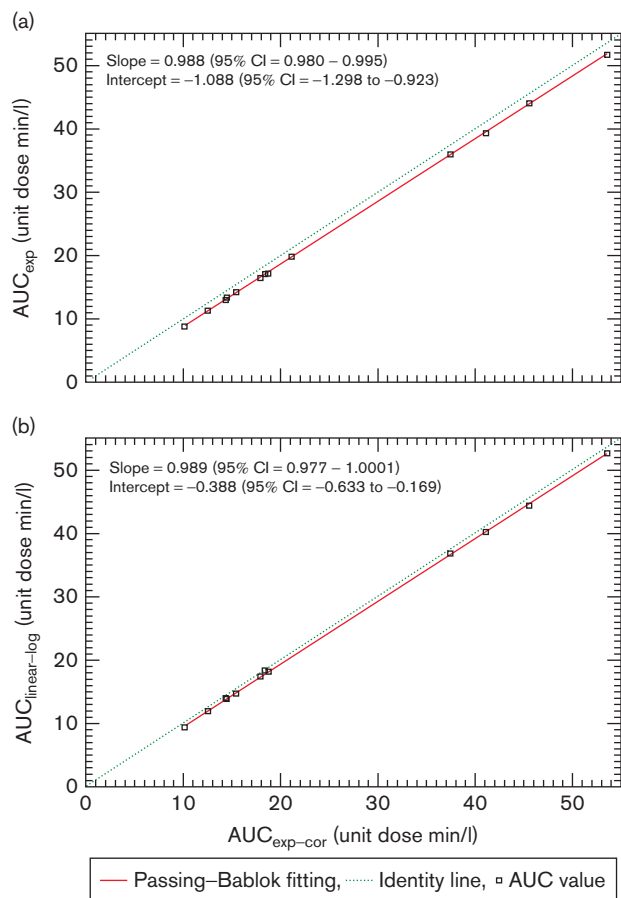 (a)
Slope = 0.988 (95% CI = 0.980 – 0.995)
Intercept = –1.088 (95% CI = –1.298 to –0.923)
50
40
30
20
10
0
AUCexp (unit dose min/l)
(b)
Slope = 0.989 (95% CI = 0.977 – 1.0001)
Intercept = –0.388 (95% CI = –0.633 to –0.169)
50
40
30
20
10
0
AUClinear–log (unit dose min/l)
0 10 20 30 40 50
AUCexp–cor (unit dose min/l)
Passing–Bablok fitting, Identity line, AUC value